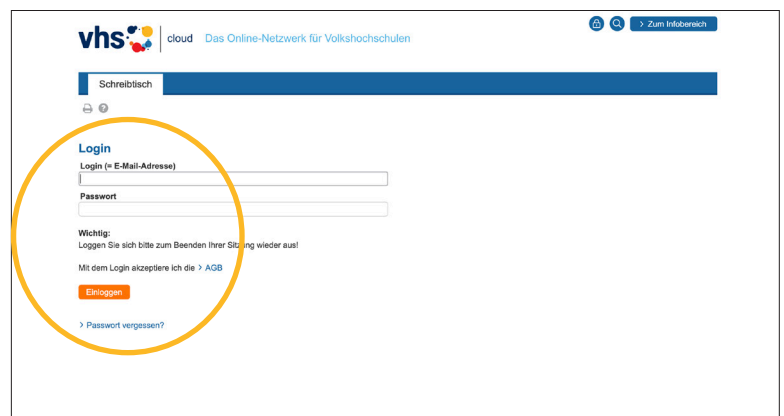 vhs cloud Das Online-Netzwerk für Volkshochschulen
> Zum Infobereich
Schreibtisch
?
Login
Login (= E-Mail-Adresse)
Passwort
Wichtig:
Loggen Sie sich bitte zum Beenden Ihrer Sitzung wieder aus!
Mit dem Login akzeptiere ich die > AGB
Einloggen
> Passwort vergessen?